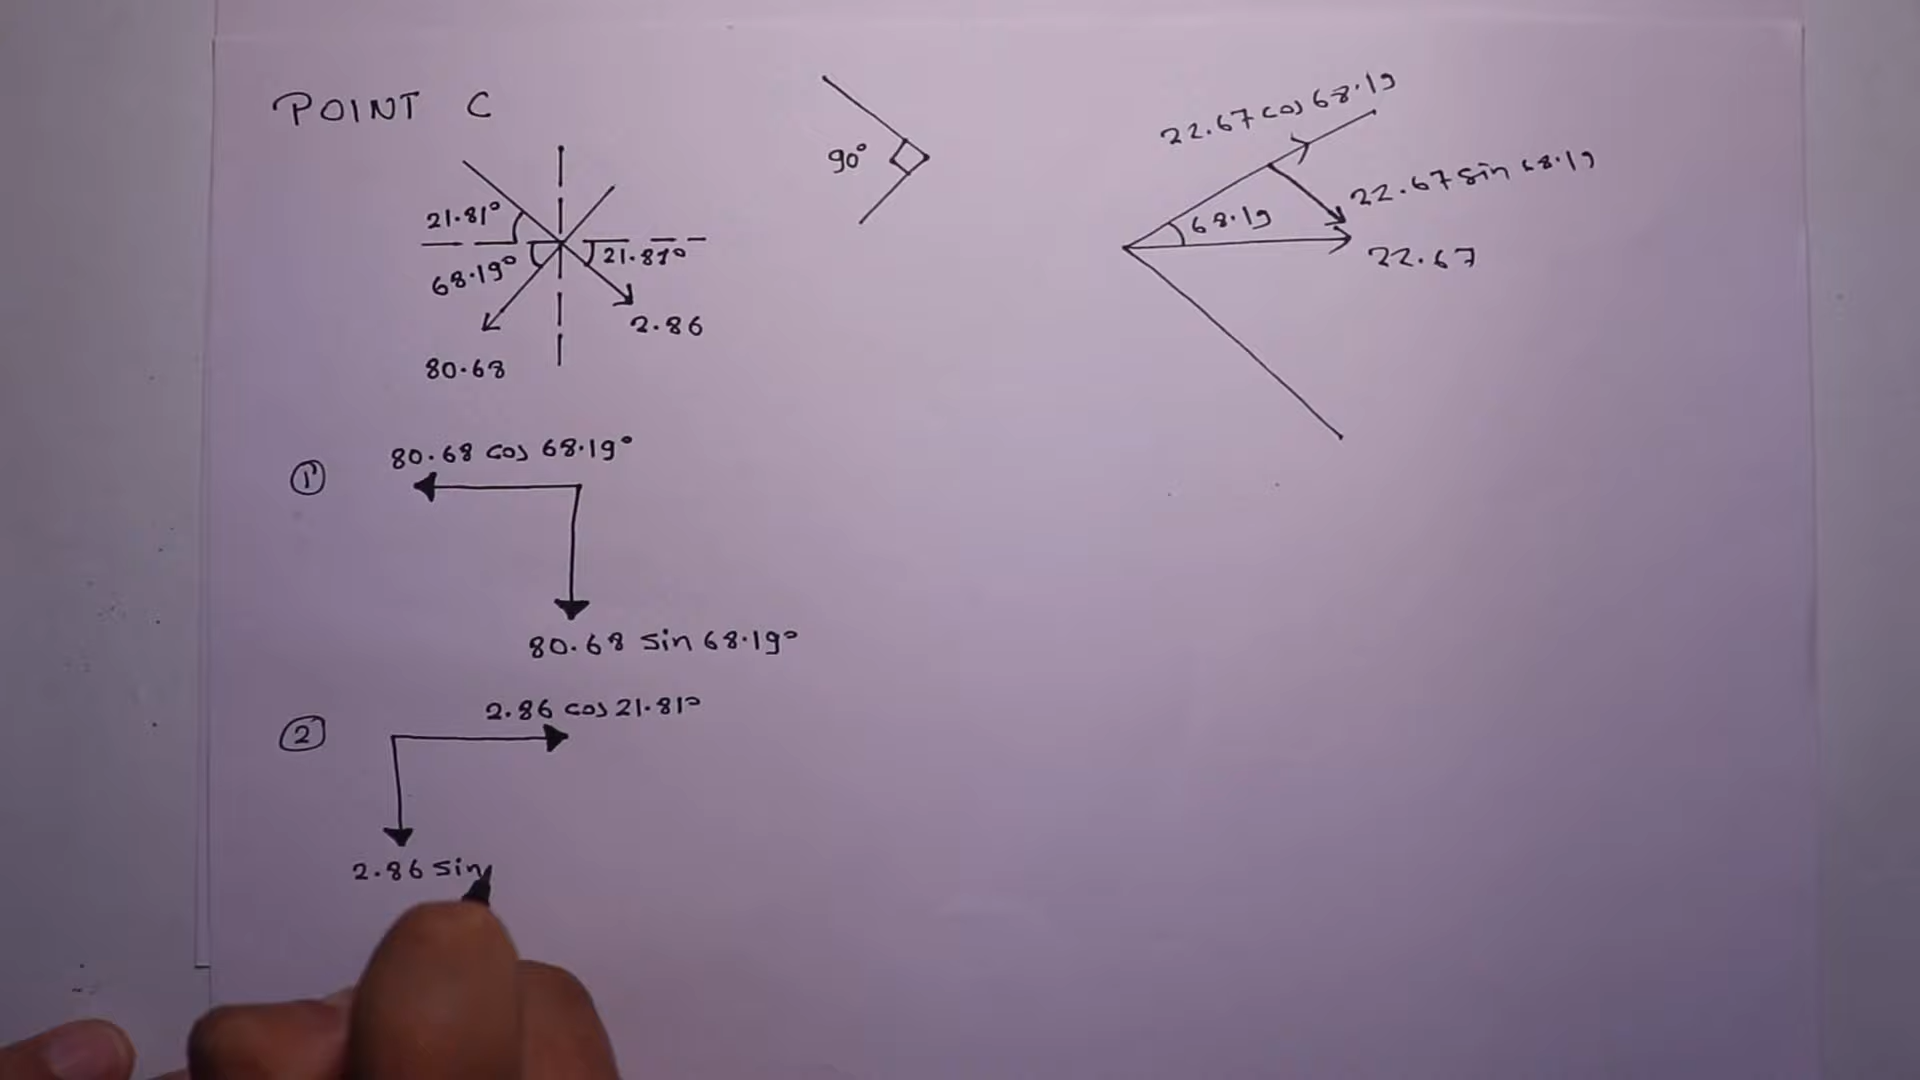 POINT C
21.81°
68.19°
21.81°
2.86
80.68
90°
22.67 cos 68.19
22.67 sin 68.19
68.19
22.67
① 80.68 cos 68.19°
80.68 sin 68.19°
② 2.86 cos 21.81°
2.86 sin